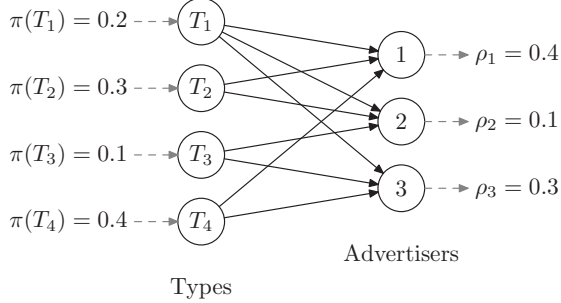 π(T₁) = 0.2 T₁
1 ρ₁ = 0.4
π(T₂) = 0.3 T₂
2 ρ₂ = 0.1
π(T₃) = 0.1 T₃
3 ρ₃ = 0.3
π(T₄) = 0.4 T₄
Advertisers
Types